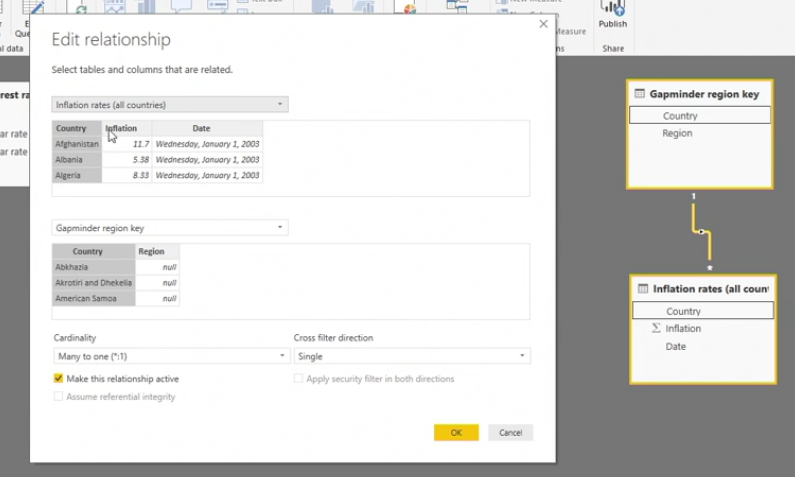 Measure
Publish
Que
al data
ns
Share
Edit relationship
Select tables and columns that are related.
Inflation rates (all countries)
Country Inflation Date
Afghanistan 11.7 Wednesday, January 1, 2003
Albania 5.38 Wednesday, January 1, 2003
Algeria 8.33 Wednesday, January 1, 2003
Gapminder region key
Country Region
Abkhazia null
Akrotiri and Dhekelia null
American Samoa null
Cardinality
Cross filter direction
Many to one (*:1)
Single
Make this relationship active
Apply security filter in both directions
Assume referential integrity
OK
Cancel
rest ra
ar rate
ar rate
Gapminder region key
Country
Region
1
*
Inflation rates (all coun
Country
Σ Inflation
Date